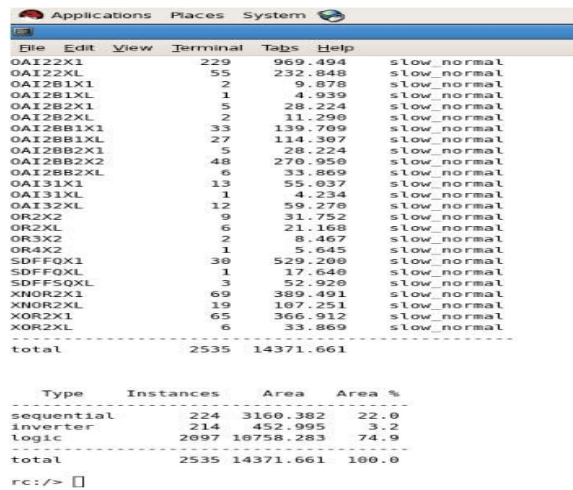 Applications Places System
File Edit View Terminal Tabs Help
OAI22X1 229 969.494 slow_normal
OAI22XL 55 232.848 slow_normal
OAI2B1X1 2 9.878 slow_normal
OAI2B1XL 1 4.939 slow_normal
OAI2B2X1 5 28.224 slow_normal
OAI2B2XL 2 11.290 slow_normal
OAI2BB1X1 33 139.709 slow_normal
OAI2BB1XL 27 114.307 slow_normal
OAI2BB2X1 5 28.224 slow_normal
OAI2BB2X2 48 270.950 slow_normal
OAI2BB2XL 6 33.869 slow_normal
OAI31X1 13 55.037 slow_normal
OAI31XL 1 4.234 slow_normal
OAI32XL 12 59.270 slow_normal
OR2X2 9 31.752 slow_normal
OR2XL 6 21.168 slow_normal
OR3X2 2 8.467 slow_normal
OR4X2 1 5.645 slow_normal
SDFFQX1 30 529.200 slow_normal
SDFFQXL 1 17.640 slow_normal
SDFFSQXL 3 52.920 slow_normal
XNOR2X1 69 389.491 slow_normal
XNOR2XL 19 107.251 slow_normal
XOR2X1 65 366.912 slow_normal
XOR2XL 6 33.869 slow_normal
total 2535 14371.661
Type Instances Area Area %
sequential 224 3160.382 22.0
inverter 214 452.995 3.2
logic 2097 10758.283 74.9
total 2535 14371.661 100.0
rc:/>